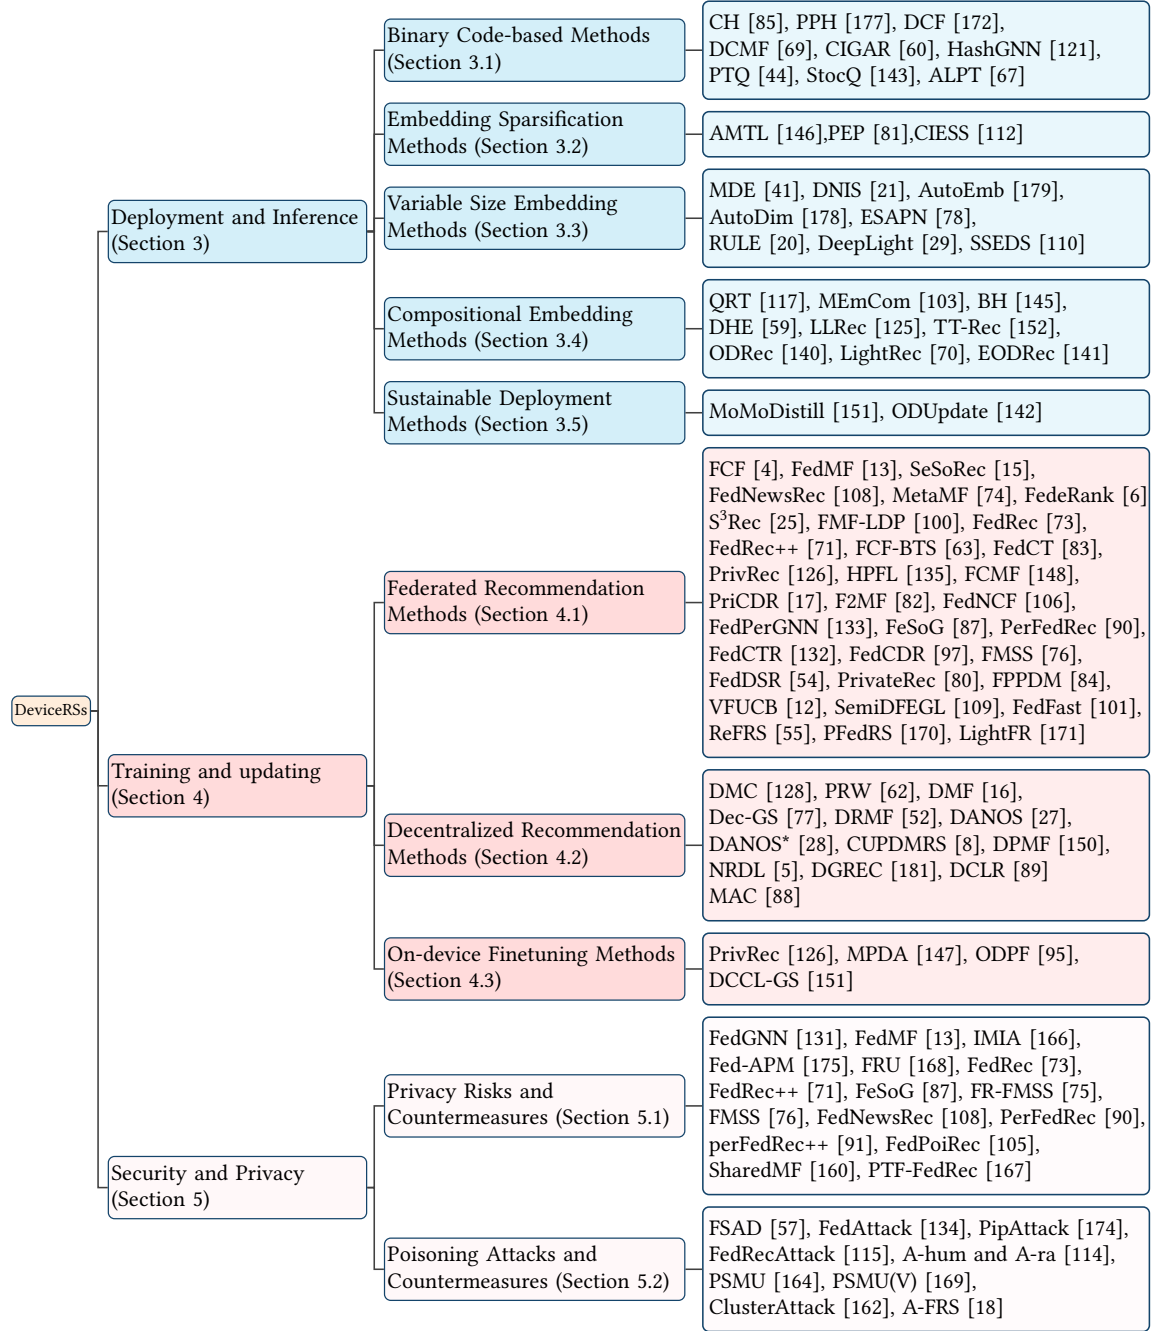 DeviceRSs
Deployment and Inference
(Section 3)
Binary Code-based Methods
(Section 3.1)
CH [85], PPH [177], DCF [172],
DCMF [69], CIGAR [60], HashGNN [121],
PTQ [44], StocQ [143], ALPT [67]
Embedding Sparsification
Methods (Section 3.2)
AMTL [146],PEP [81],CIESS [112]
Variable Size Embedding
Methods (Section 3.3)
MDE [41], DNIS [21], AutoEmb [179],
AutoDim [178], ESAPN [78],
RULE [20], DeepLight [29], SSEDS [110]
Compositional Embedding
Methods (Section 3.4)
QRT [117], MEmCom [103], BH [145],
DHE [59], LLRec [125], TT-Rec [152],
ODRec [140], LightRec [70], EODRec [141]
Sustainable Deployment
Methods (Section 3.5)
MoMoDistill [151], ODUpdate [142]
Training and updating
(Section 4)
Federated Recommendation
Methods (Section 4.1)
FCF [4], FedMF [13], SeSoRec [15],
FedNewsRec [108], MetaMF [74], FedeRank [6]
S³Rec [25], FMF-LDP [100], FedRec [73],
FedRec++ [71], FCF-BTS [63], FedCT [83],
PrivRec [126], HPFL [135], FCMF [148],
PriCDR [17], F2MF [82], FedNCF [106],
FedPerGNN [133], FeSoG [87], PerFedRec [90],
FedCTR [132], FedCDR [97], FMSS [76],
FedDSR [54], PrivateRec [80], FPPDM [84],
VFUCB [12], SemiDFEGL [109], FedFast [101],
ReFRS [55], PFedRS [170], LightFR [171]
Decentralized Recommendation
Methods (Section 4.2)
DMC [128], PRW [62], DMF [16],
Dec-GS [77], DRMF [52], DANOS [27],
DANOS* [28], CUPDMRS [8], DPMF [150],
NRDL [5], DGREC [181], DCLR [89]
MAC [88]
On-device Finetuning Methods
(Section 4.3)
PrivRec [126], MPDA [147], ODPF [95],
DCCL-GS [151]
Security and Privacy
(Section 5)
Privacy Risks and
Countermeasures (Section 5.1)
FedGNN [131], FedMF [13], IMIA [166],
Fed-APM [175], FRU [168], FedRec [73],
FedRec++ [71], FeSoG [87], FR-FMSS [75],
FMSS [76], FedNewsRec [108], PerFedRec [90],
perFedRec++ [91], FedPoiRec [105],
SharedMF [160], PTF-FedRec [167]
Poisoning Attacks and
Countermeasures (Section 5.2)
FSAD [57], FedAttack [134], PipAttack [174],
FedRecAttack [115], A-hum and A-ra [114],
PSMU [164], PSMU(V) [169],
ClusterAttack [162], A-FRS [18]